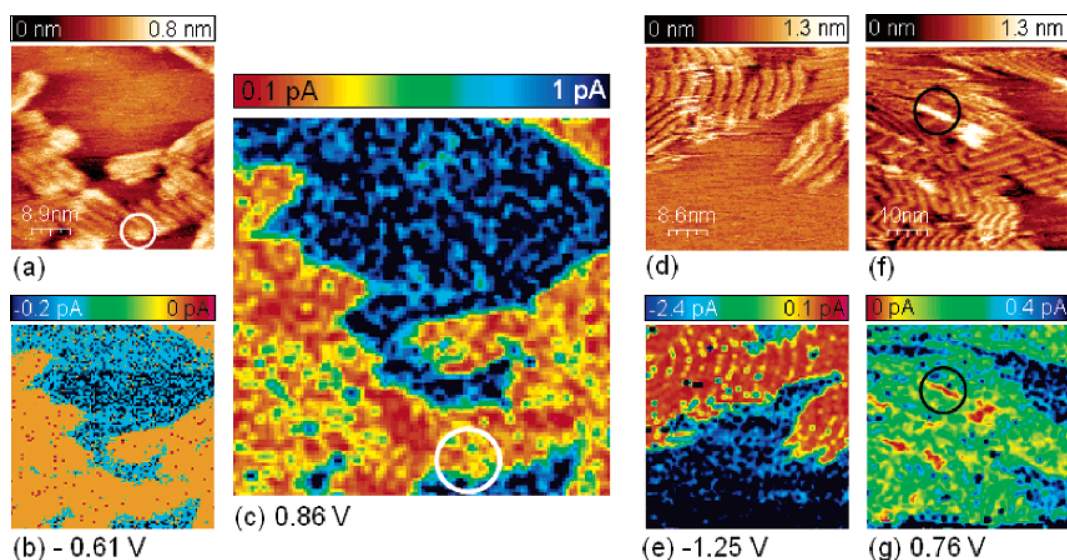 0 nm 0.8 nm
8.9nm
(a)
-0.2 pA 0 pA
(b) - 0.61 V
0.1 pA 1 pA
(c) 0.86 V
0 nm 1.3 nm
8.6nm
(d)
-2.4 pA 0.1 pA
(e) -1.25 V
0 nm 1.3 nm
10nm
(f)
0 pA 0.4 pA
(g) 0.76 V